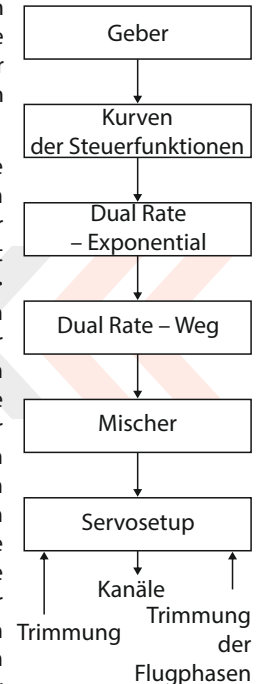 Geber
Kurven
der Steuerfunktionen
Dual Rate
– Exponential
Dual Rate – Weg
Mischer
Servosetup
Kanäle
Trimmung
Trimmung
der
Flugphasen